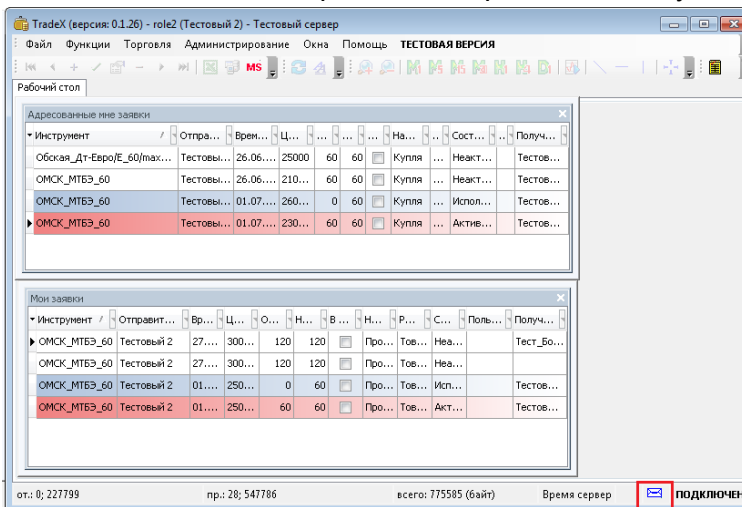 TradeX (версия: 0.1.26) - role2 (Тестовый 2) - Тестовый сервер
Файл Функции Торговля Администрирование Окна Помощь ТЕСТОВАЯ ВЕРСИЯ
MS
Рабочий стол
Адресованные мне заявки
Инструмент / Отпра... Врем... Ц... ... ... ... На... .. Сост... .. Получ...
Обская_Дт-Евро/Е_60/max... Тестовы... 26.06.... 25000 60 60 Купля ... Неакт... Тестов...
ОМСК_МТБЭ_60 Тестовы... 26.06.... 210... 60 60 Купля ... Неакт... Тестов...
ОМСК_МТБЭ_60 Тестовы... 01.07.... 260... 0 60 Купля ... Испол... Тестов...
ОМСК_МТБЭ_60 Тестовы... 01.07.... 230... 60 60 Купля ... Актив... Тестов...
Мои заявки
Инструмент / Отправит... Вр... Ц... О... Н... В ... Н... Р... С... Поль... Получ...
ОМСК_МТБЭ_60 Тестовый 2 27.... 300... 120 120 Про... Тов... Неа... Тест_Бо...
ОМСК_МТБЭ_60 Тестовый 2 27.... 300... 120 120 Про... Тов... Неа...
ОМСК_МТБЭ_60 Тестовый 2 01.... 250... 0 60 Про... Тов... Исп... Тестов...
ОМСК_МТБЭ_60 Тестовый 2 01.... 250... 60 60 Про... Тов... Акт... Тестов...
от.: 0; 227799 пр.: 28; 547786 всего: 775585 (байт) Время сервер ПОДКЛЮЧЕН